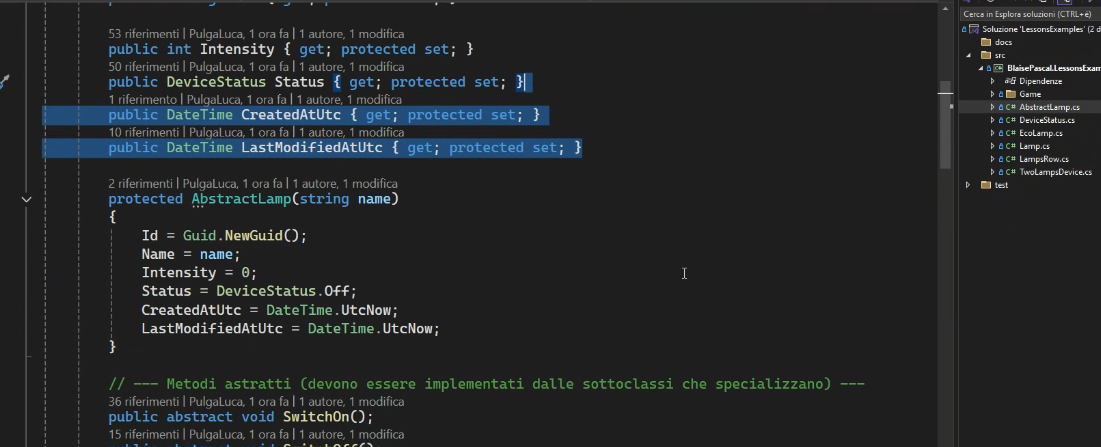 53 riferimenti | PulgaLuca, 1 ora fa | 1 autore, 1 modifica
public int Intensity { get; protected set; }
50 riferimenti | PulgaLuca, 1 ora fa | 1 autore, 1 modifica
public DeviceStatus Status { get; protected set; }
1 riferimento | PulgaLuca, 1 ora fa | 1 autore, 1 modifica
public DateTime CreatedAtUtc { get; protected set; }
10 riferimenti | PulgaLuca, 1 ora fa | 1 autore, 1 modifica
public DateTime LastModifiedAtUtc { get; protected set; }
2 riferimenti | PulgaLuca, 1 ora fa | 1 autore, 1 modifica
protected AbstractLamp(string name)
{
Id = Guid.NewGuid();
Name = name;
Intensity = 0;
Status = DeviceStatus.Off;
CreatedAtUtc = DateTime.UtcNow;
LastModifiedAtUtc = DateTime.UtcNow;
}
// --- Metodi astratti (devono essere implementati dalle sottoclassi che specializzano) ---
36 riferimenti | PulgaLuca, 1 ora fa | 1 autore, 1 modifica
public abstract void SwitchOn();
15 riferimenti | PulgaLuca, 1 ora fa | 1 autore, 1 modifica
Cerca in Esplora soluzioni (CTRL+è)
Soluzione 'LessonsExamples' (2 d
docs
src
BlaisePascal.LessonsExam
Dipendenze
Game
C# AbstractLamp.cs
C# DeviceStatus.cs
C# EcoLamp.cs
C# Lamp.cs
C# LampsRow.cs
C# TwoLampsDevice.cs
test